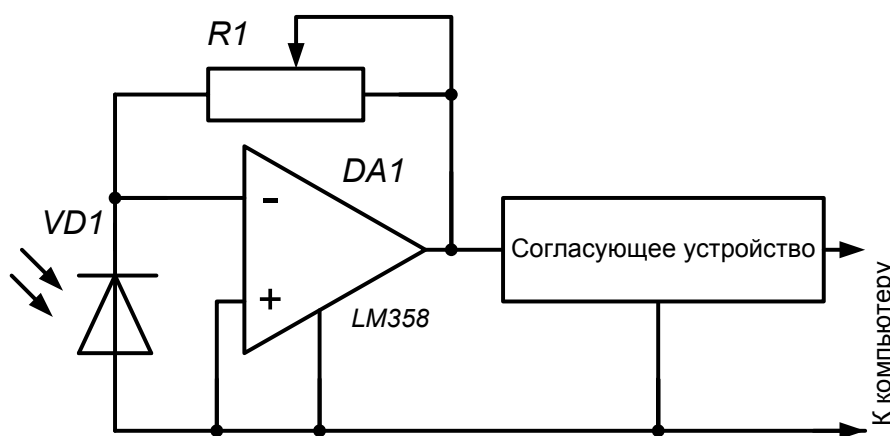 R1
DA1
-
VD1
+
LM358
Согласующее устройство
К компьютеру